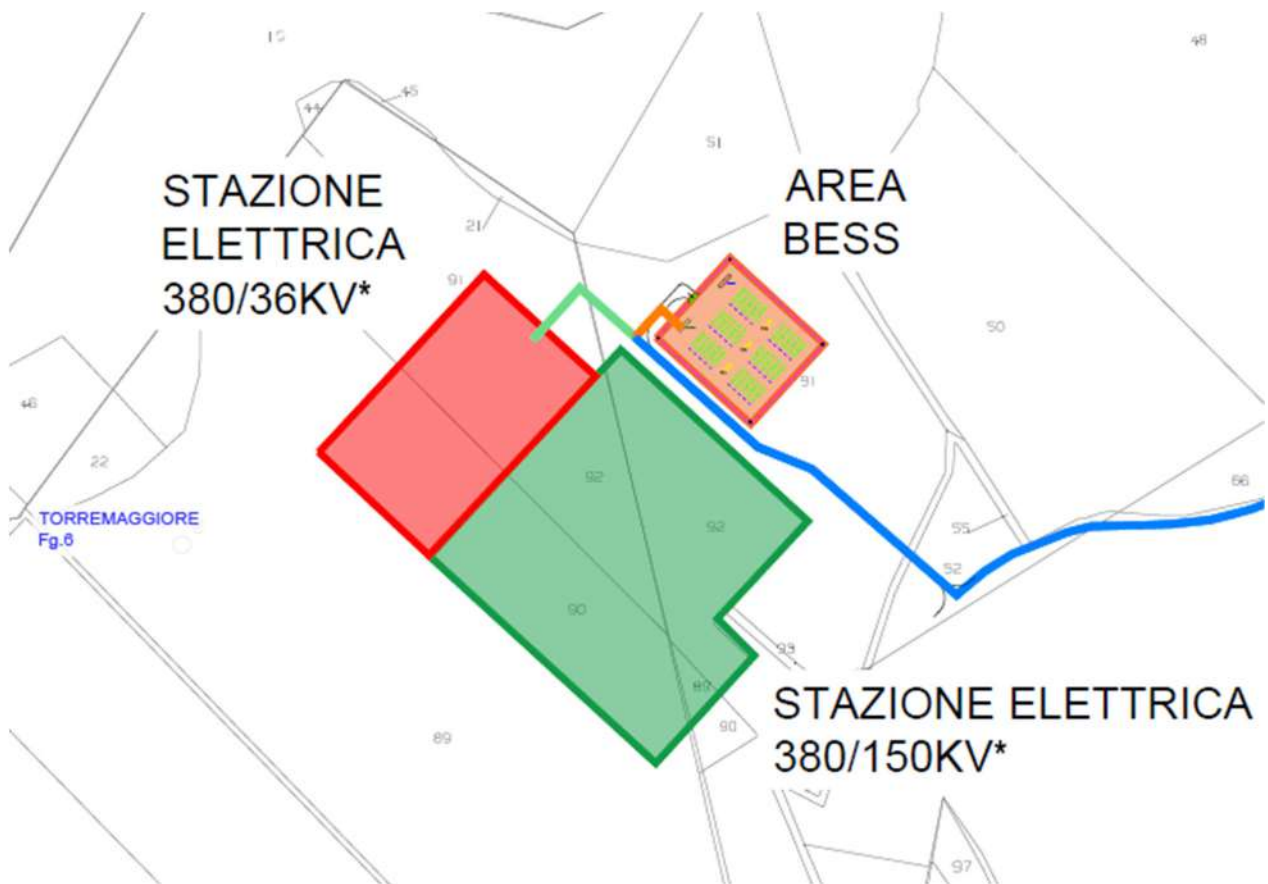 48
45
44
51
STAZIONE
ELETTRICA
380/36KV*
AREA
BESS
21
91
50
91
46
22
92
66
TORREMAGGIORE
Fg.6
92
55
52
90
93
89
STAZIONE ELETTRICA
380/150KV*
90
89
97